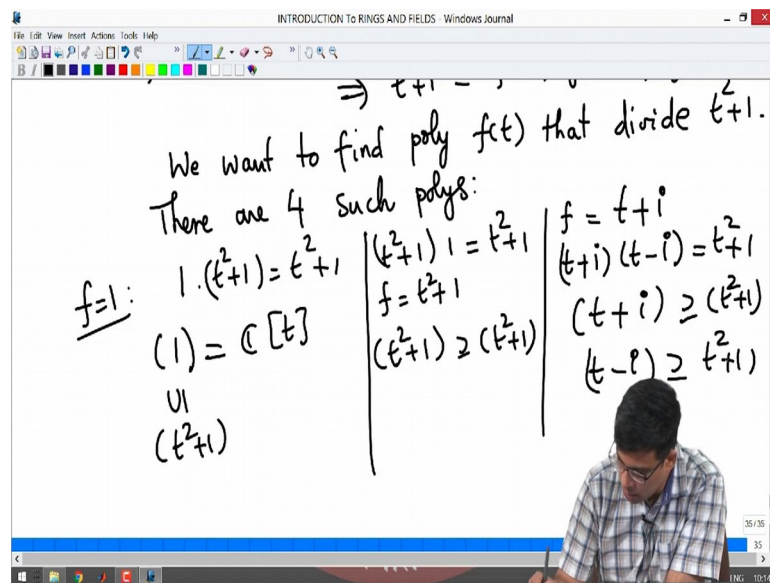 INTRODUCTION To RINGS AND FIELDS - Windows Journal
File Edit View Insert Actions Tools Help
B I
⇒ t²+1 =
We want to find poly f(t) that divide t²+1.
There are 4 such polys:
f=1: 1·(t²+1)=t²+1
(1) = ℂ[t]
∪|
(t²+1)
(t²+1) 1 = t²+1
f = t²+1
(t²+1) ⊇ (t²+1)
f = t+i
(t+i)(t-i)=t²+1
(t+i) ⊇ (t²+1)
(t-i) ⊇ t²+1)
35/35
35